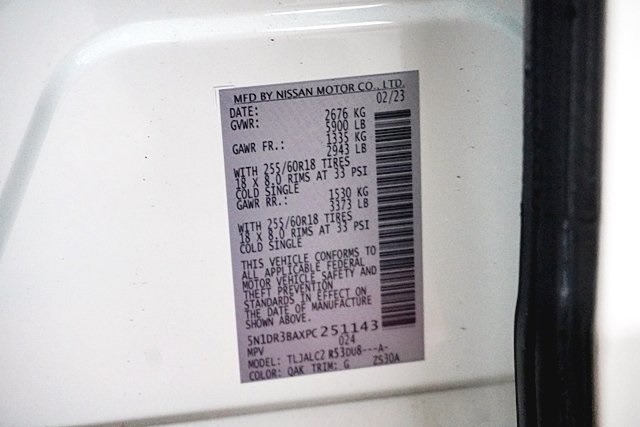 MFD BY NISSAN MOTOR CO., LTD.
DATE: 02/23
GVWR: 2676 KG
5900 LB
GAWR FR.: 1335 KG
2943 LB
WITH 255/60R18 TIRES
18 X 8.0 RIMS AT 33 PSI
COLD SINGLE
GAWR RR.: 1530 KG
3373 LB
WITH 255/60R18 TIRES
18 X 8.0 RIMS AT 33 PSI
COLD SINGLE
THIS VEHICLE CONFORMS TO
ALL APPLICABLE FEDERAL
MOTOR VEHICLE SAFETY AND
THEFT PREVENTION
STANDARDS IN EFFECT ON
THE DATE OF MANUFACTURE
SHOWN ABOVE.
5N1DR3BAXPC251143
MPV 024
MODEL: TLJALC2 R53DU8---A-
COLOR: QAK TRIM: G ZS30A